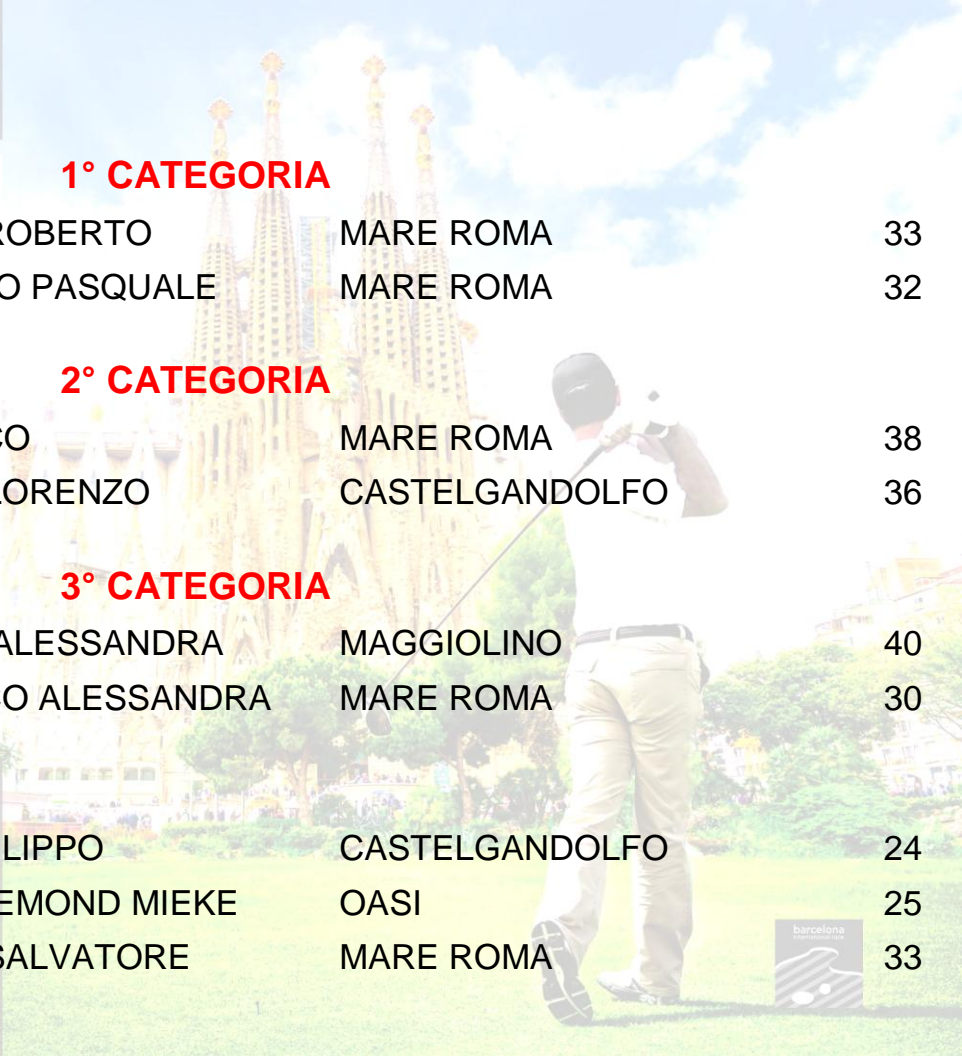 1° CATEGORIA
ROBERTO MARE ROMA 33
O PASQUALE MARE ROMA 32
2° CATEGORIA
CO MARE ROMA 38
LORENZO CASTELGANDOLFO 36
3° CATEGORIA
ALESSANDRA MAGGIOLINO 40
CO ALESSANDRA MARE ROMA 30
LIPPO CASTELGANDOLFO 24
EMOND MIEKE OASI 25
SALVATORE MARE ROMA 33
barcelona